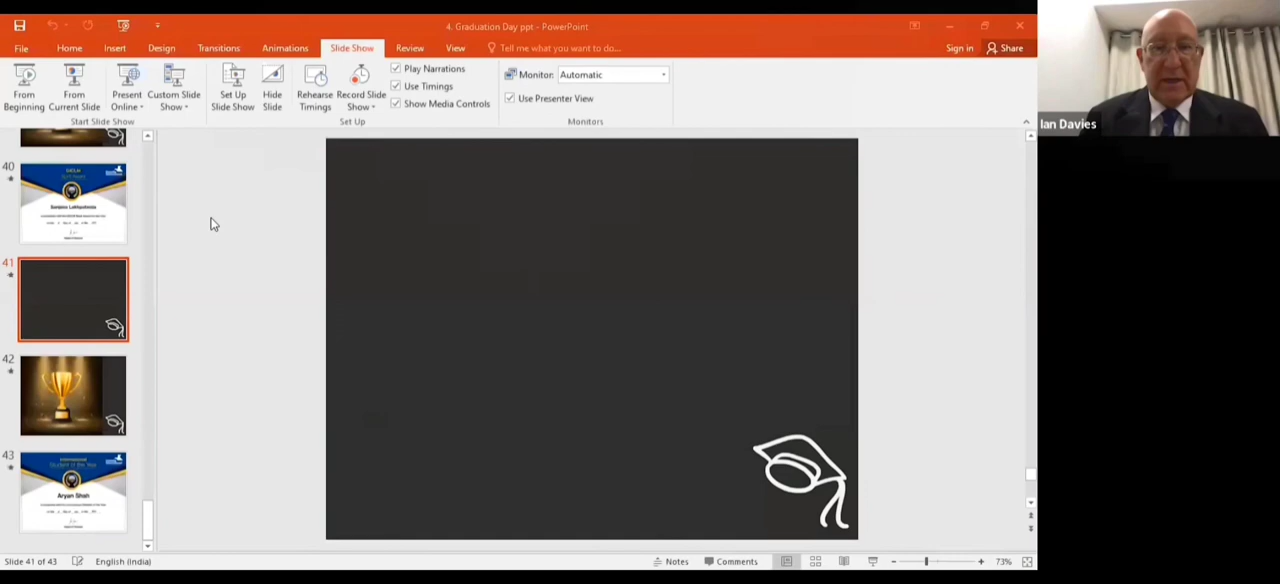 4. Graduation Day ppt - PowerPoint
File Home Insert Design Transitions Animations Slide Show Review View Tell me what you want to do... Sign in Share
From Beginning
From Current Slide
Present Online
Custom Slide Show
Set Up Slide Show
Hide Slide
Rehearse Timings
Record Slide Show
Play Narrations
Use Timings
Show Media Controls
Monitor: Automatic
Use Presenter View
Start Slide Show
Set Up
Monitors
Ian Davies
40
41
42
43
Student of the Year
Aryan Shah
Slide 41 of 43 English (India) Notes Comments 73%